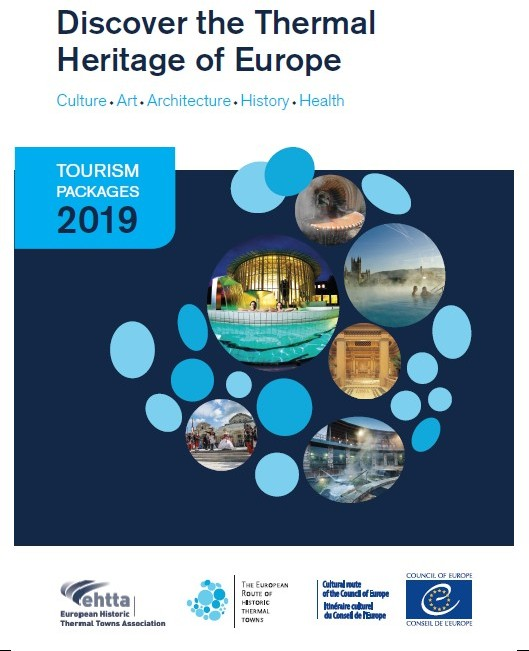 Discover the Thermal
Heritage of Europe
Culture • Art • Architecture • History • Health
TOURISM
PACKAGES
2019
ehtta
European Historic
Thermal Towns Association
THE EUROPEAN
ROUTE OF
HISTORIC
THERMAL
TOWNS
Cultural route
of the Council of Europe
Itinéraire culturel
du Conseil de l'Europe
COUNCIL OF EUROPE
CONSEIL DE L'EUROPE